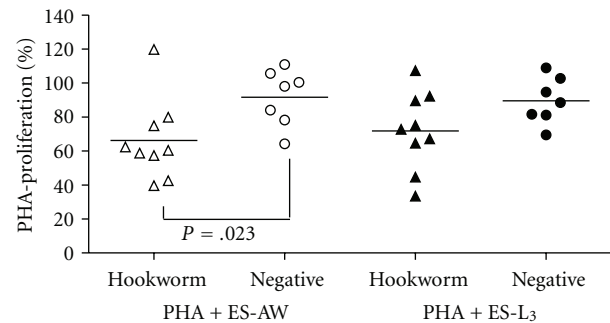 PHA-proliferation (%)
140
120
100
80
60
40
20
0
P = .023
Hookworm Negative Hookworm Negative
PHA + ES-AW PHA + ES-L₃